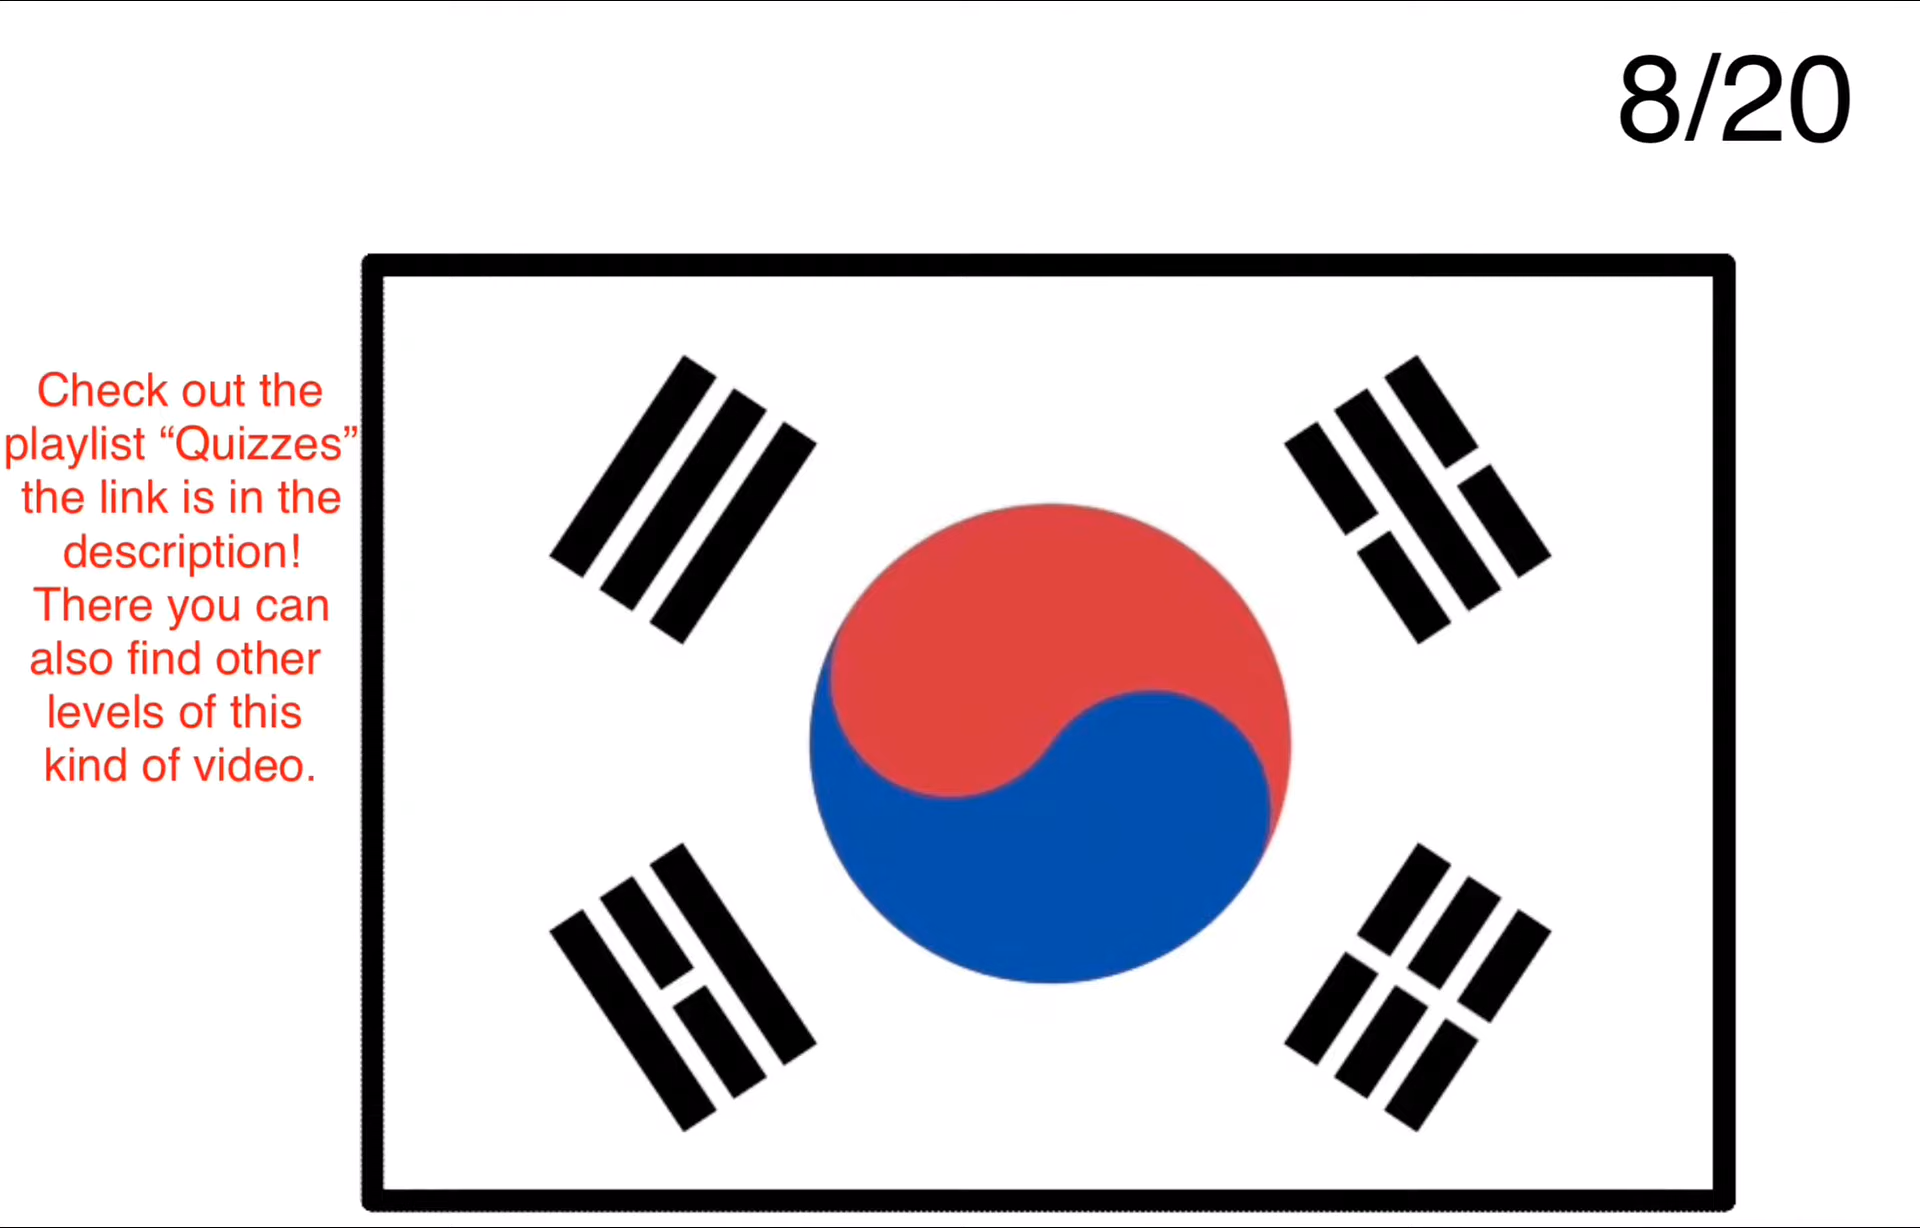 8/20
Check out the
playlist “Quizzes”
the link is in the
description!
There you can
also find other
levels of this
kind of video.